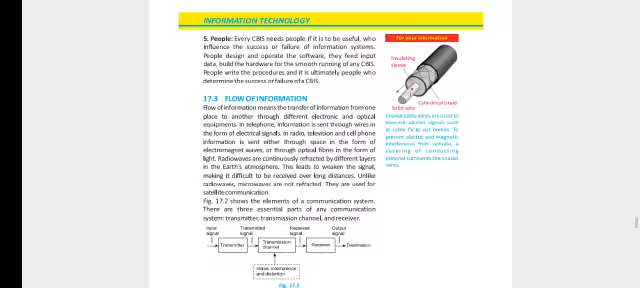 INFORMATION TECHNOLOGY
5. People: Every CBIS needs people if it is to be useful, who
influence the success or failure of information systems.
People design and operate the software, they feed input
data, build the hardware for the smooth running of any CBIS.
People write the procedures and it is ultimately people who
determine the success or failure of a CBIS.
17.3 FLOW OF INFORMATION
Flow of information means the transfer of information from one
place to another through different electronic and optical
equipments. In telephone, information is sent through wires in
the form of electrical signals. In radio, television and cell phone
information is sent either through space in the form of
electromagnet waves, or through optical fibres in the form of
light. Radiowaves are continuously refracted by different layers
in the Earth's atmosphere. This leads to weaken the signal,
making it difficult to be received over long distances. Unlike
radiowaves, microwaves are not refracted. They are used for
satellite communication.
Fig. 17.2 shows the elements of a communication system.
There are three essential parts of any communication
system: transmitter, transmission channel, and receiver.
Input signal
Transmitted signal
Received signal
Output signal
Transmitter
Transmission channel
Receiver
Destination
Noise, interference
and distortion
Fig. 17.2
For your information
Insulating
sleeve
Cylindrical braid
Solid wire
Coaxial cable wires are used to
transmit electric signals such
as cable TV to our homes. To
prevent electric and magnetic
interference from outside, a
covering of conducting
material surrounds the coaxial
wires.